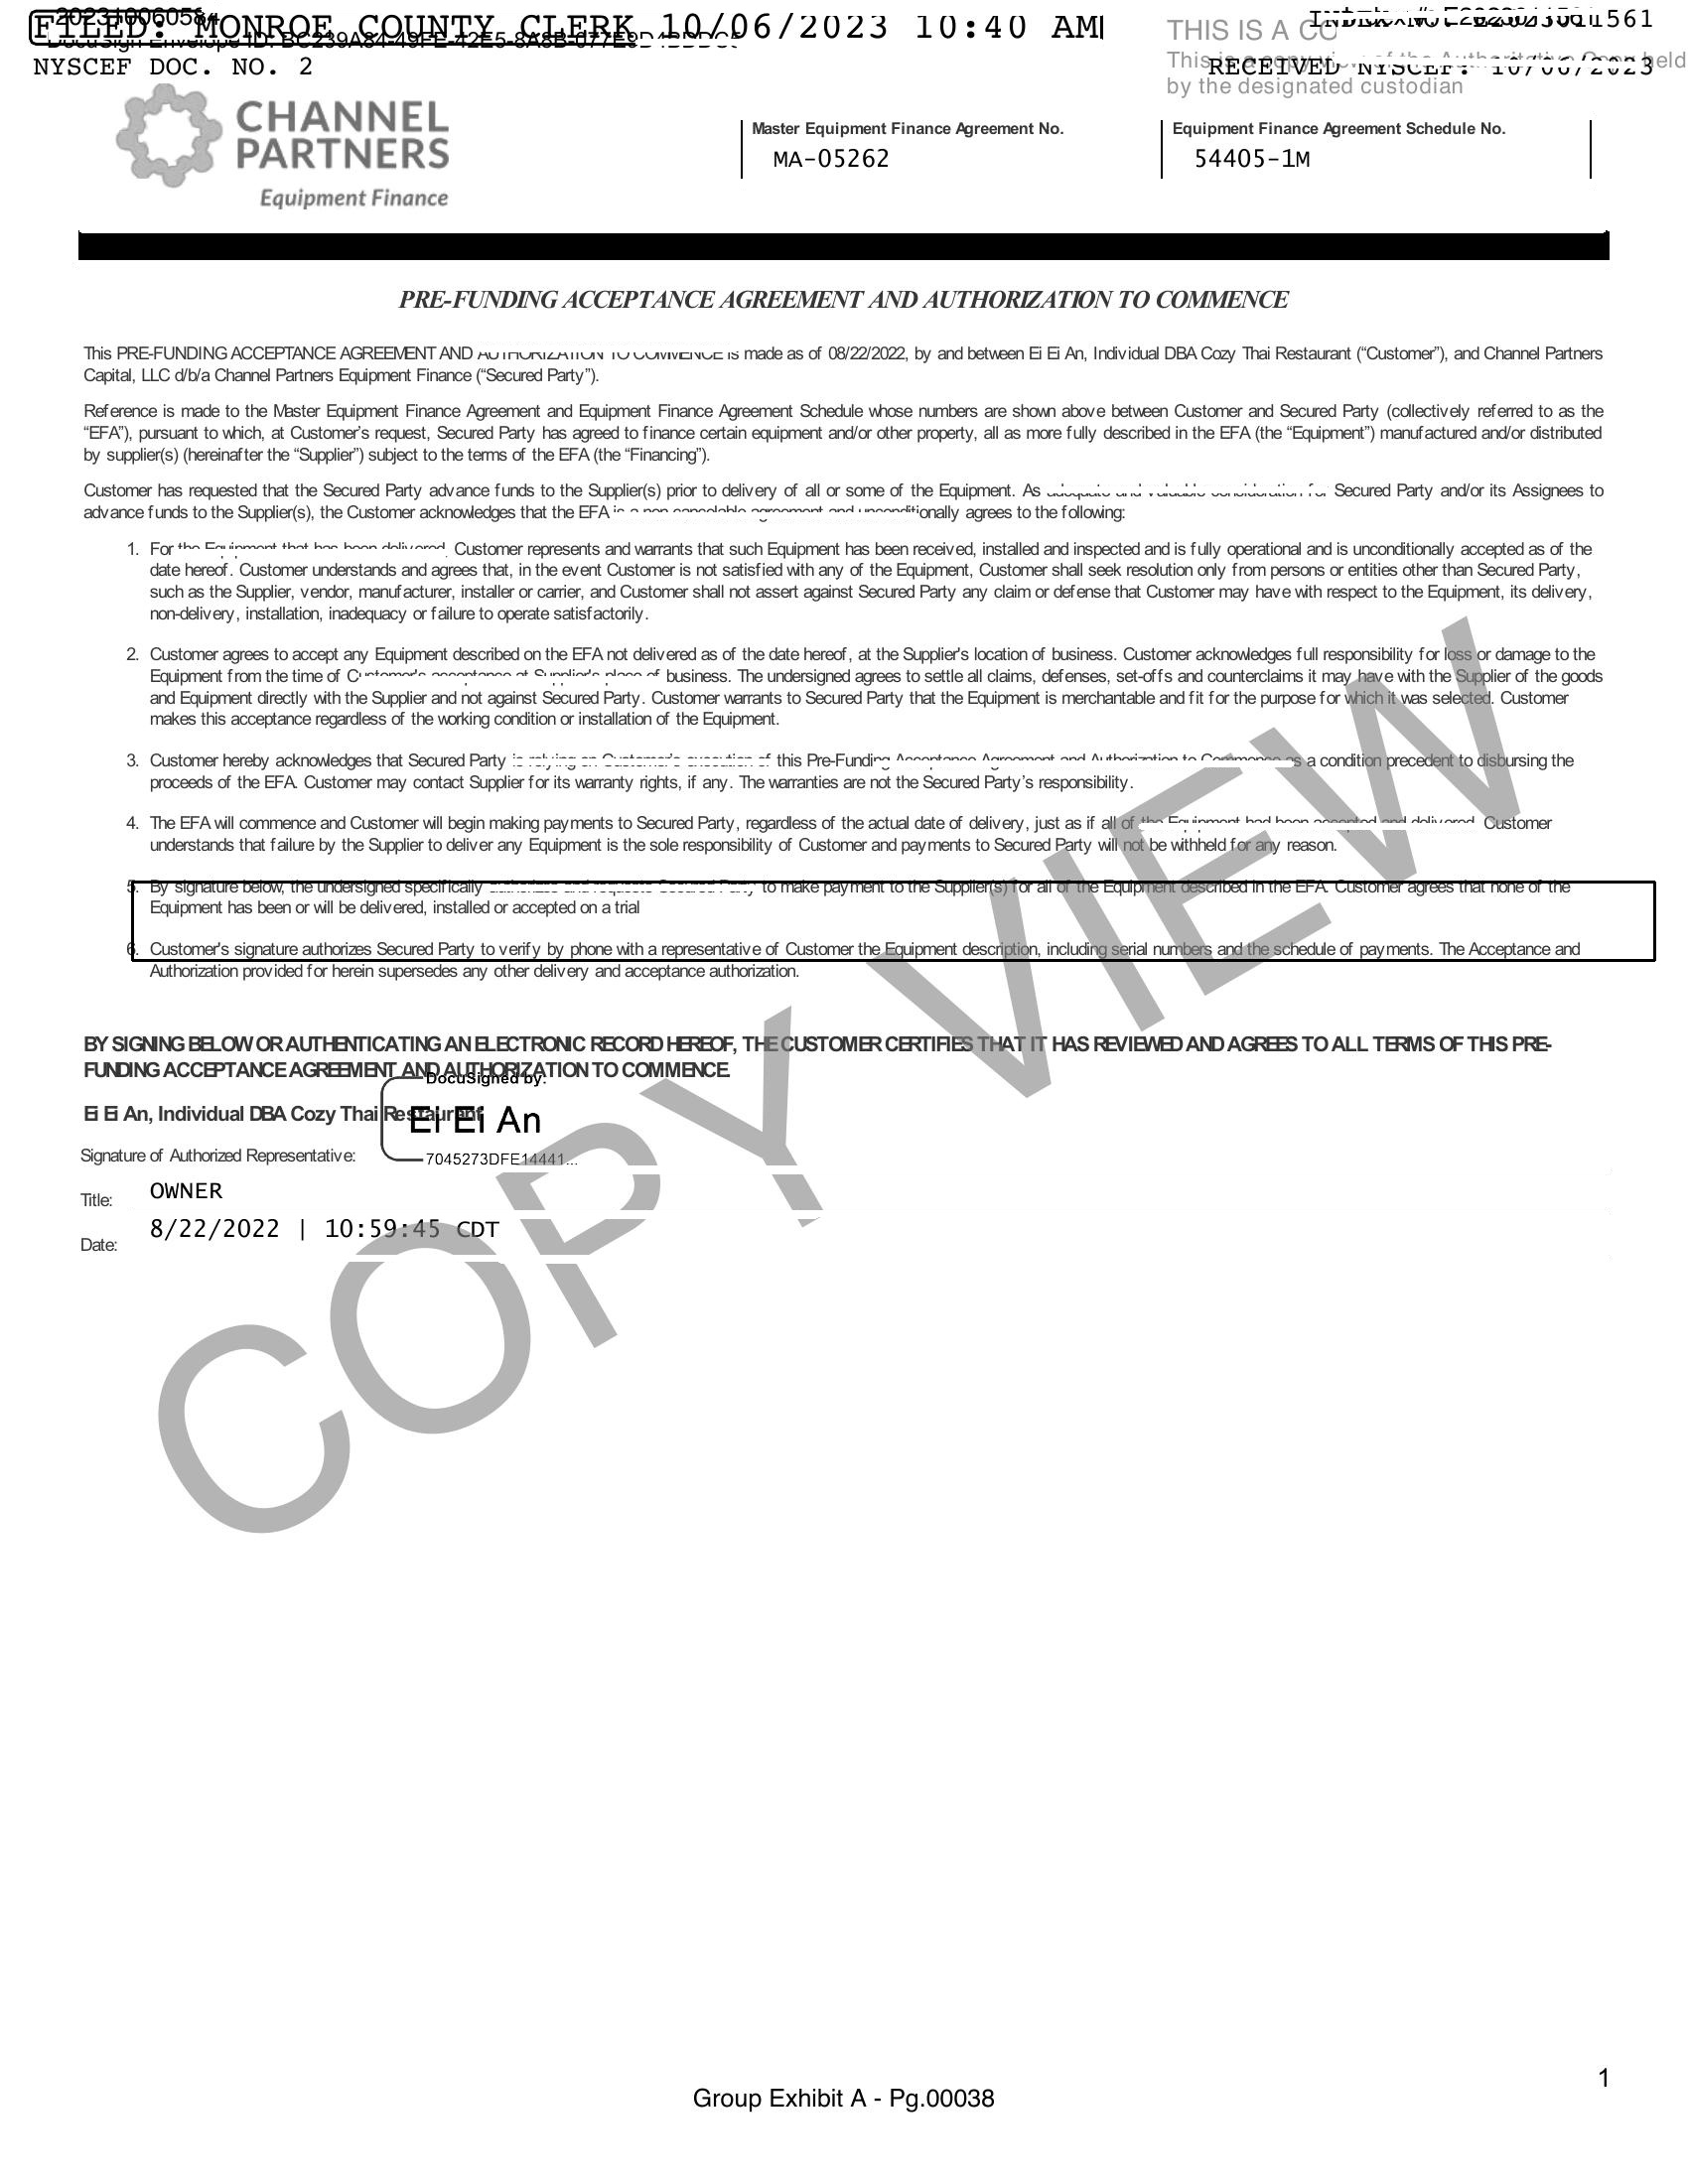 202310060584
FILED: MONROE COUNTY CLERK 10/06/2023 10:40 AM
INDEX NO. E2023011561
DocuSign Envelope ID: BC239A84-49FE-42E5-8A8B-077E9D4BDDC5
THIS IS A CO
NYSCEF DOC. NO. 2
RECEIVED NYSCEF: 10/06/2023
This is a copy view of the Authoritative Copy held
by the designated custodian
CHANNEL
PARTNERS
Equipment Finance
Master Equipment Finance Agreement No.
MA-05262
Equipment Finance Agreement Schedule No.
54405-1M
PRE-FUNDING ACCEPTANCE AGREEMENT AND AUTHORIZATION TO COMMENCE
This PRE-FUNDING ACCEPTANCE AGREEMENT AND AUTHORIZATION TO COMMENCE is made as of 08/22/2022, by and between Ei Ei An, Individual DBA Cozy Thai Restaurant (“Customer”), and Channel Partners
Capital, LLC d/b/a Channel Partners Equipment Finance (“Secured Party”).
Reference is made to the Master Equipment Finance Agreement and Equipment Finance Agreement Schedule whose numbers are shown above between Customer and Secured Party (collectively referred to as the
“EFA”), pursuant to which, at Customer’s request, Secured Party has agreed to finance certain equipment and/or other property, all as more fully described in the EFA (the “Equipment”) manufactured and/or distributed
by supplier(s) (hereinafter the “Supplier”) subject to the terms of the EFA (the “Financing”).
Customer has requested that the Secured Party advance funds to the Supplier(s) prior to delivery of all or some of the Equipment. As adequate and valuable consideration for Secured Party and/or its Assignees to
advance funds to the Supplier(s), the Customer acknowledges that the EFA is a non cancelable agreement and unconditionally agrees to the following:
1. For the Equipment that has been delivered, Customer represents and warrants that such Equipment has been received, installed and inspected and is fully operational and is unconditionally accepted as of the
date hereof. Customer understands and agrees that, in the event Customer is not satisfied with any of the Equipment, Customer shall seek resolution only from persons or entities other than Secured Party,
such as the Supplier, vendor, manufacturer, installer or carrier, and Customer shall not assert against Secured Party any claim or defense that Customer may have with respect to the Equipment, its delivery,
non-delivery, installation, inadequacy or failure to operate satisfactorily.
2. Customer agrees to accept any Equipment described on the EFA not delivered as of the date hereof, at the Supplier's location of business. Customer acknowledges full responsibility for loss or damage to the
Equipment from the time of Customer's acceptance at Supplier's place of business. The undersigned agrees to settle all claims, defenses, set-offs and counterclaims it may have with the Supplier of the goods
and Equipment directly with the Supplier and not against Secured Party. Customer warrants to Secured Party that the Equipment is merchantable and fit for the purpose for which it was selected. Customer
makes this acceptance regardless of the working condition or installation of the Equipment.
3. Customer hereby acknowledges that Secured Party is relying on Customer's execution of this Pre-Funding Acceptance Agreement and Authorization to Commence as a condition precedent to disbursing the
proceeds of the EFA. Customer may contact Supplier for its warranty rights, if any. The warranties are not the Secured Party’s responsibility.
4. The EFA will commence and Customer will begin making payments to Secured Party, regardless of the actual date of delivery, just as if all of the Equipment had been accepted and delivered. Customer
understands that failure by the Supplier to deliver any Equipment is the sole responsibility of Customer and payments to Secured Party will not be withheld for any reason.
5. By signature below, the undersigned specifically authorizes and requests Secured Party to make payment to the Supplier(s) for all of the Equipment described in the EFA. Customer agrees that none of the
Equipment has been or will be delivered, installed or accepted on a trial
6. Customer's signature authorizes Secured Party to verify by phone with a representative of Customer the Equipment description, including serial numbers and the schedule of payments. The Acceptance and
Authorization provided for herein supersedes any other delivery and acceptance authorization.
BY SIGNING BELOW OR AUTHENTICATING AN ELECTRONIC RECORD HEREOF, THE CUSTOMER CERTIFIES THAT IT HAS REVIEWED AND AGREES TO ALL TERMS OF THIS PRE-
FUNDING ACCEPTANCE AGREEMENT AND AUTHORIZATION TO COMMENCE.
DocuSigned by:
Ei Ei An, Individual DBA Cozy Thai Restaurant
Ei Ei An
Signature of Authorized Representative:
7045273DFE14441...
Title: OWNER
Date: 8/22/2022 | 10:59:45 CDT
COPY VIEW
1
Group Exhibit A - Pg.00038